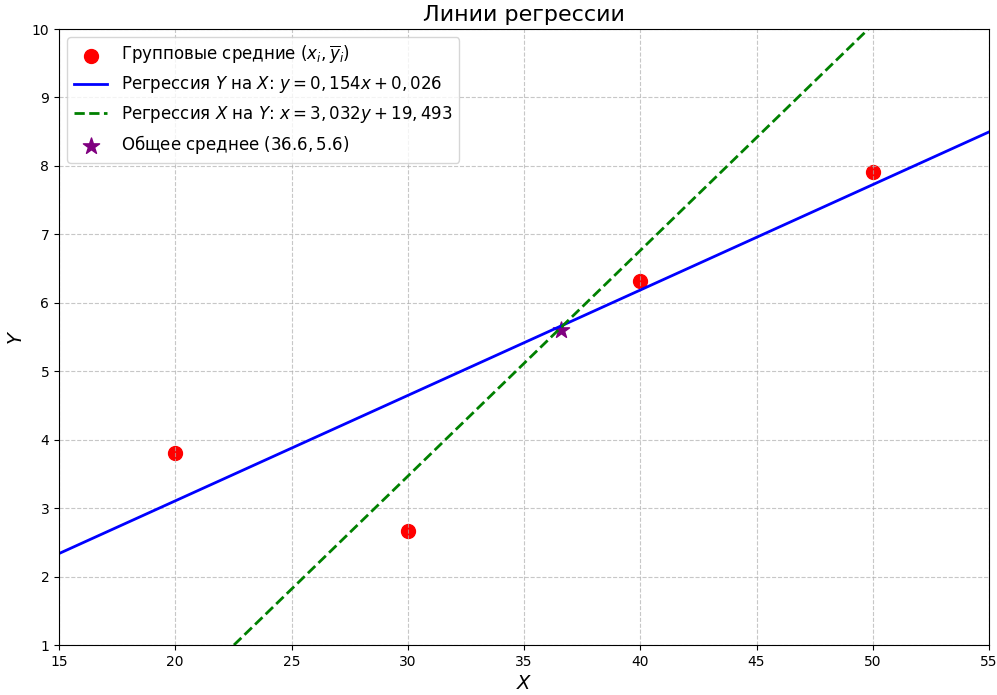 Линии регрессии
Групповые средние (xᵢ, y̅ᵢ)
Регрессия Y на X: y = 0,154x + 0,026
Регрессия X на Y: x = 3,032y + 19,493
Общее среднее (36.6, 5.6)
10
9
8
7
6
5
4
3
2
1
Y
15 20 25 30 35 40 45 50 55
X